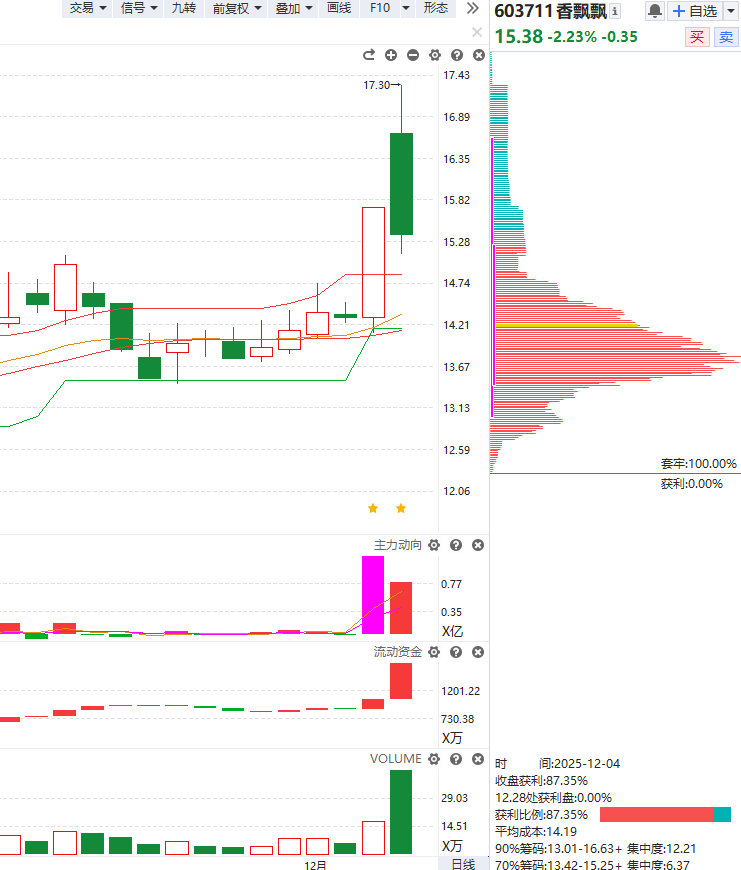 交易 信号 九转 前复权 叠加 画线 F10 形态
603711 香飘飘 自选
15.38 -2.23% -0.35 买 卖
17.43
17.30
16.89
16.35
15.82
15.28
14.74
14.21
13.67
13.13
12.59
12.06
套牢:100.00%
获利:0.00%
主力动向
0.77
0.35
X亿
流动资金
1201.22
730.38
X万
VOLUME
29.03
14.51
X万
12月
日线
时 间:2025-12-04
收盘获利:87.35%
12.28处获利盘:0.00%
获利比例:87.35%
平均成本:14.19
90%筹码:13.01-16.63+ 集中度:12.21
70%筹码:13.42-15.25+ 集中度:6.37